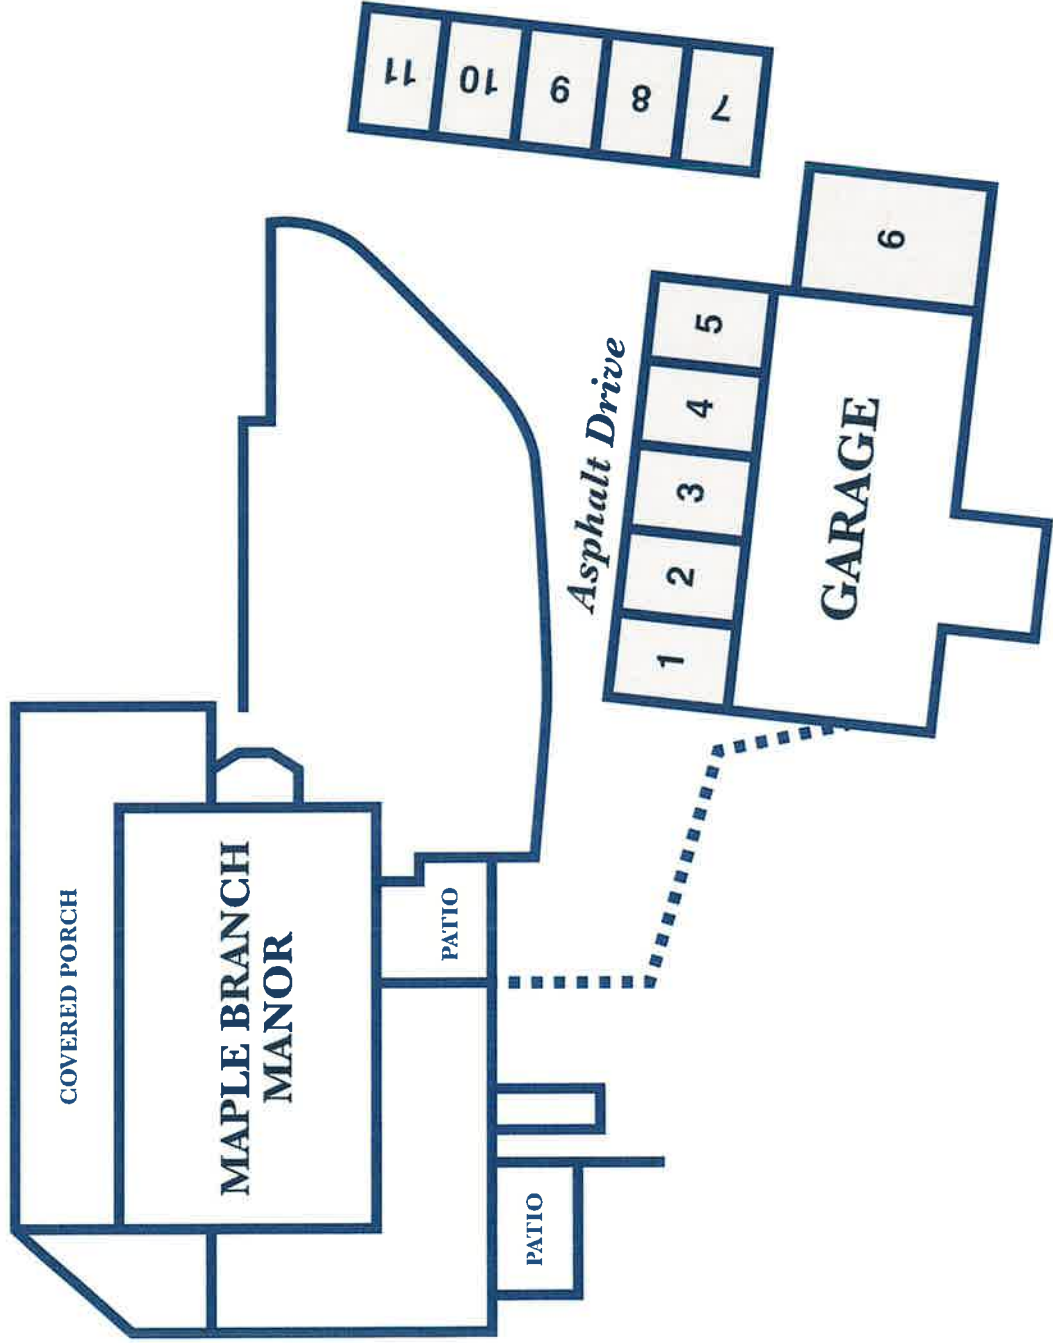 COVERED PORCH
MAPLE BRANCH
MANOR
PATIO
PATIO
Asphalt Drive
1
2
3
4
5
GARAGE
6
7
8
9
10
11